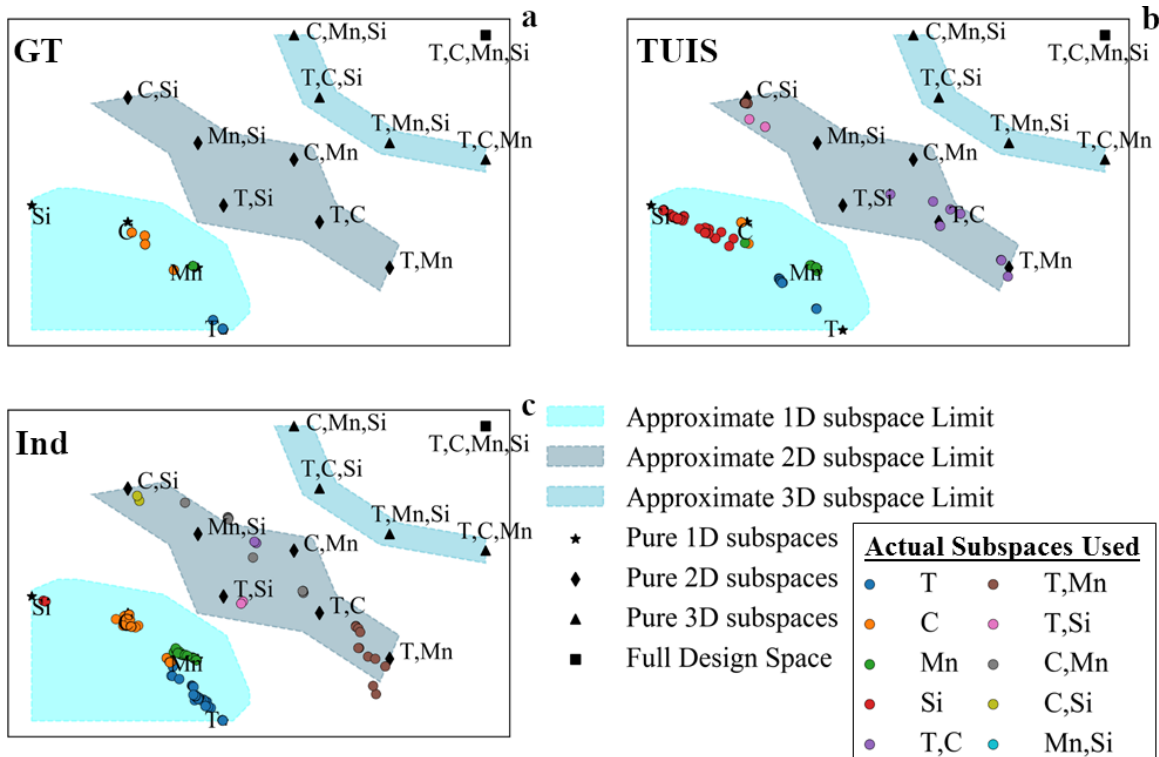 a
GT
C,Mn,Si
T,C,Mn,Si
T,C,Si
C,Si
Mn,Si
T,Mn,Si
T,C,Mn
C,Mn
T,Si
Si
C
T,C
Mn
T,Mn
T
b
TUIS
C,Mn,Si
T,C,Mn,Si
T,C,Si
C,Si
Mn,Si
T,Mn,Si
T,C,Mn
C,Mn
T,Si
Si
T,C
C
Mn
T,Mn
T
c
Ind
C,Mn,Si
T,C,Mn,Si
T,C,Si
C,Si
Mn,Si
T,Mn,Si
T,C,Mn
C,Mn
T,Si
Si
T,C
Mn
T,Mn
T
Approximate 1D subspace Limit
Approximate 2D subspace Limit
Approximate 3D subspace Limit
Pure 1D subspaces
Pure 2D subspaces
Pure 3D subspaces
Full Design Space
Actual Subspaces Used
T T,Mn
C T,Si
Mn C,Mn
Si C,Si
T,C Mn,Si